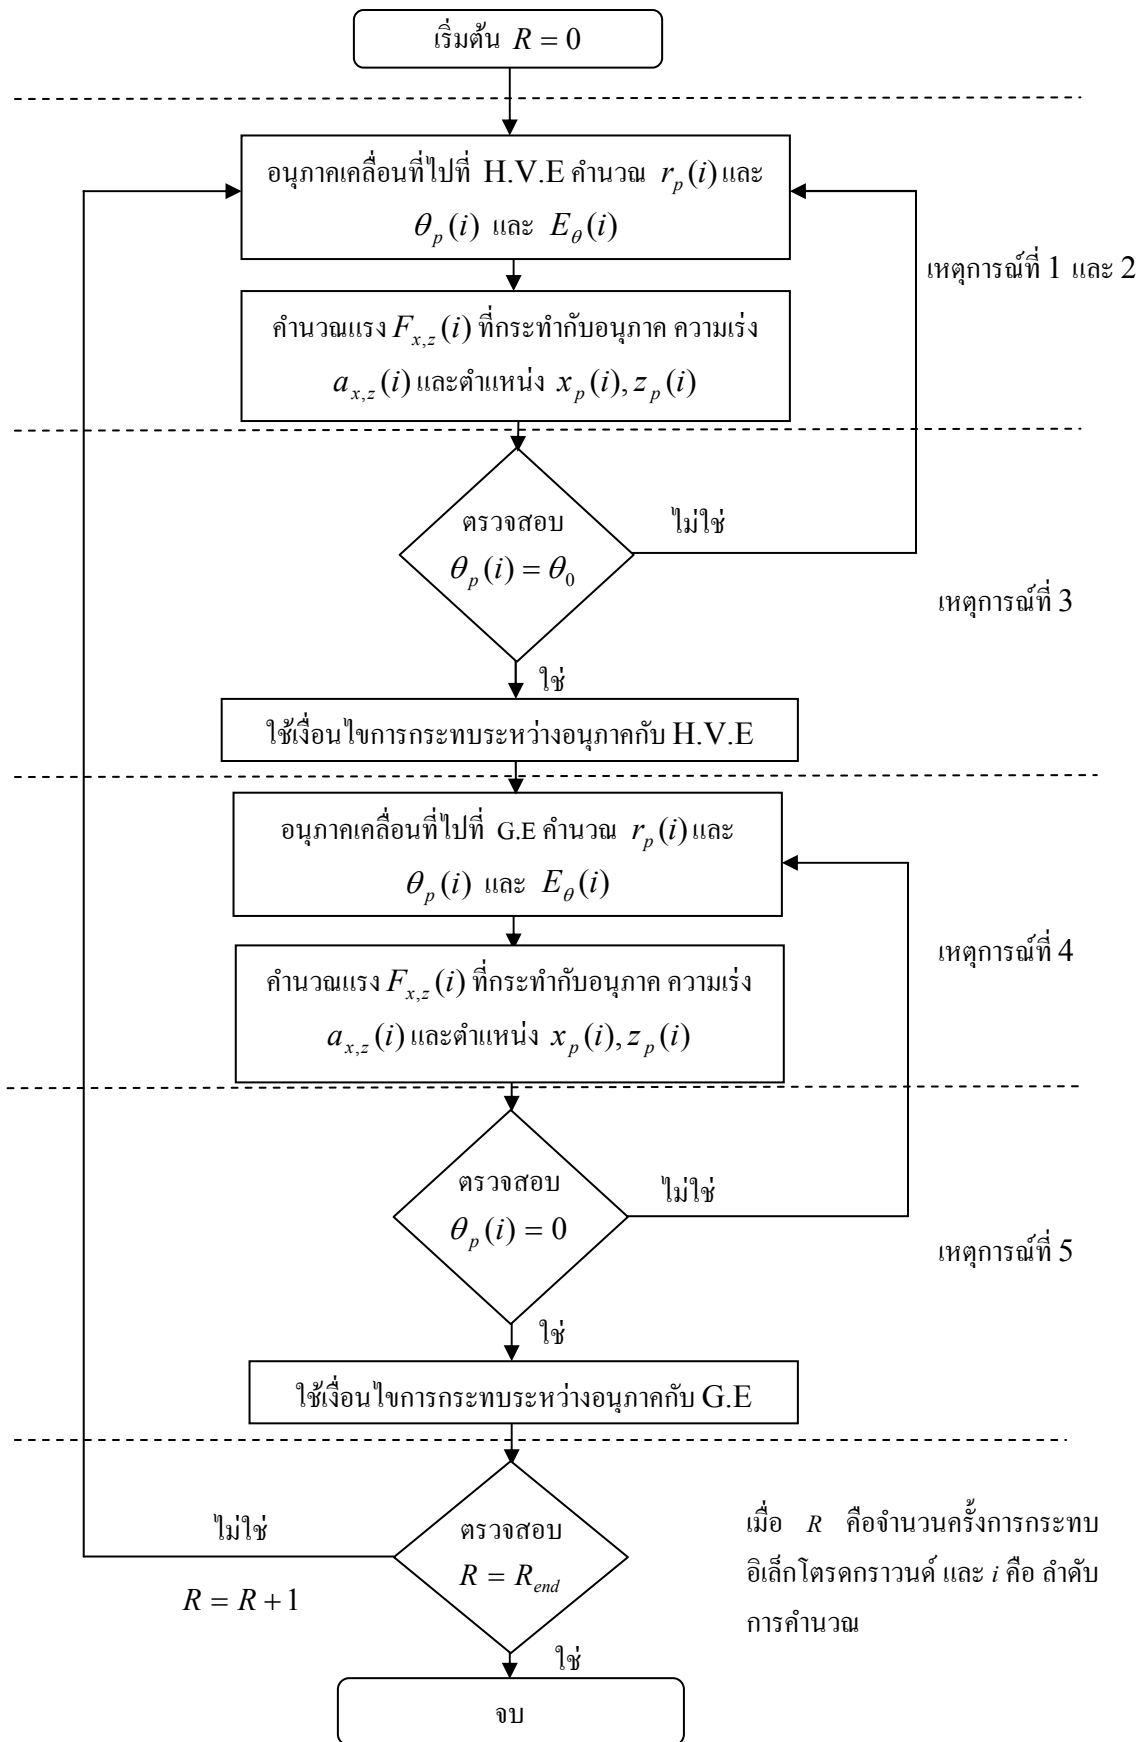 เริ่มต้น R = 0
อนุภาคเคลื่อนที่ไปที่ H.V.E คำนวณ r_p(i) และ
θ_p(i) และ E_θ(i)
เหตุการณ์ที่ 1 และ 2
คำนวณแรง F_{x,z}(i) ที่กระทำกับอนุภาค ความเร่ง
a_{x,z}(i) และตำแหน่ง x_p(i), z_p(i)
ตรวจสอบ
θ_p(i) = θ_0
ไม่ใช่
เหตุการณ์ที่ 3
ใช่
ใช้เงื่อนไขการกระทบระหว่างอนุภาคกับ H.V.E
อนุภาคเคลื่อนที่ไปที่ G.E คำนวณ r_p(i) และ
θ_p(i) และ E_θ(i)
เหตุการณ์ที่ 4
คำนวณแรง F_{x,z}(i) ที่กระทำกับอนุภาค ความเร่ง
a_{x,z}(i) และตำแหน่ง x_p(i), z_p(i)
ตรวจสอบ
θ_p(i) = 0
ไม่ใช่
เหตุการณ์ที่ 5
ใช่
ใช้เงื่อนไขการกระทบระหว่างอนุภาคกับ G.E
ตรวจสอบ
R = R_{end}
ไม่ใช่
R = R + 1
เมื่อ R คือจำนวนครั้งการกระทบ
อิเล็กโตรดกราวนด์ และ i คือ ลำดับ
การคำนวณ
ใช่
จบ